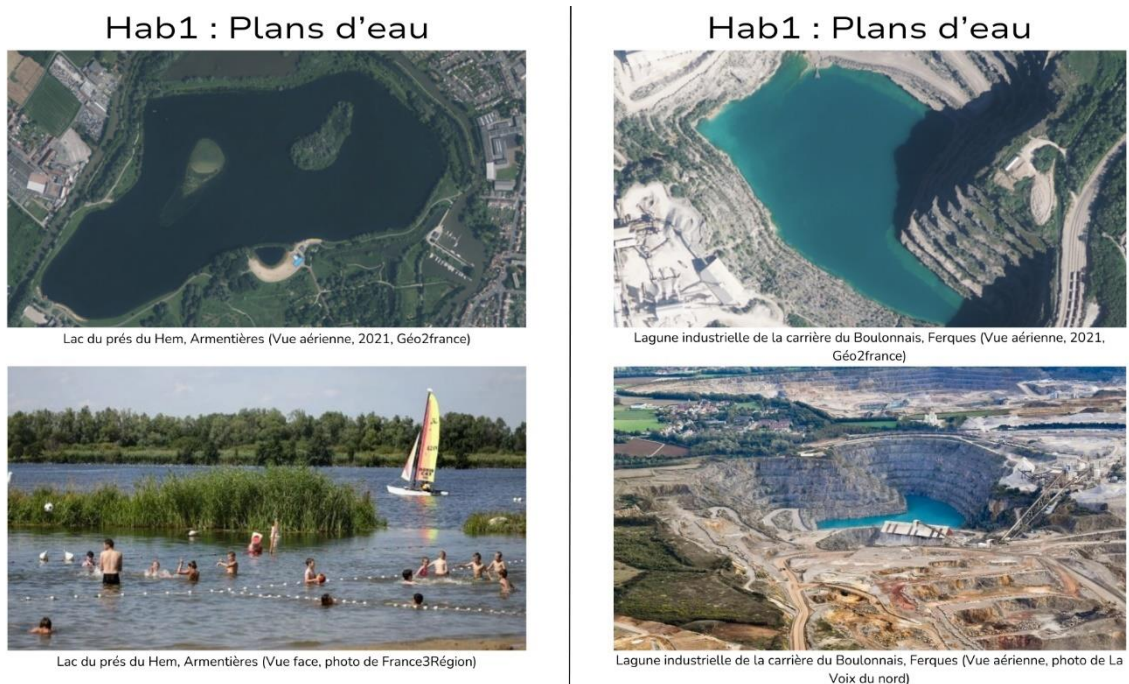 Hab1 : Plans d'eau
Lac du prés du Hem, Armentières (Vue aérienne, 2021, Géo2france)
Lac du prés du Hem, Armentières (Vue face, photo de France3Région)
Hab1 : Plans d'eau
Lagune industrielle de la carrière du Boulonnais, Ferques (Vue aérienne, 2021,
Géo2france)
Lagune industrielle de la carrière du Boulonnais, Ferques (Vue aérienne, photo de La
Voix du nord)